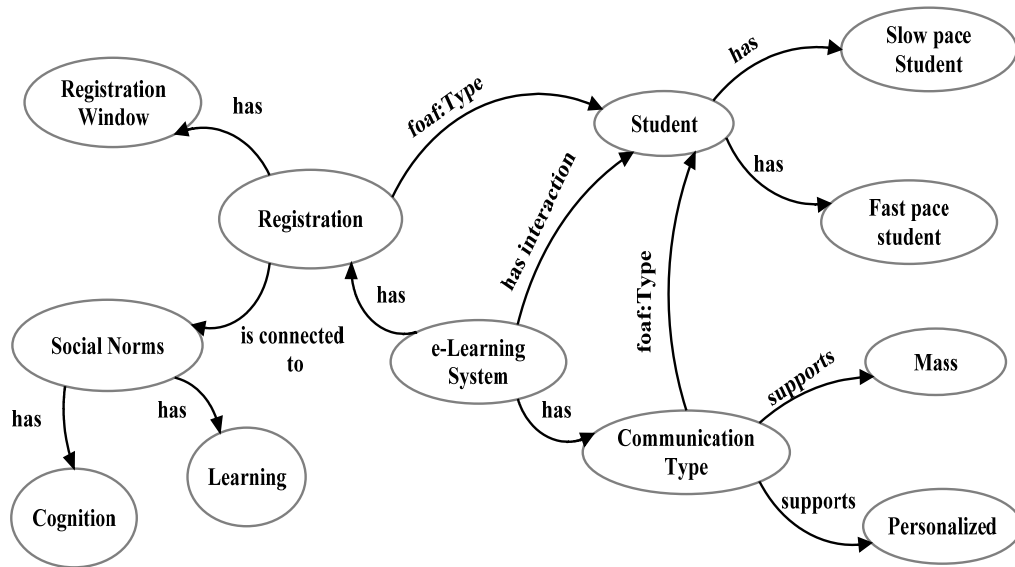 Slow pace
Student
has
Registration
Window
has
foaf:Type
Student
has
Fast pace
student
Registration
has interaction
foaf:Type
has
is connected
to
Social Norms
e-Learning
System
Mass
supports
has
has
has
Communication
Type
Learning
supports
Cognition
Personalized